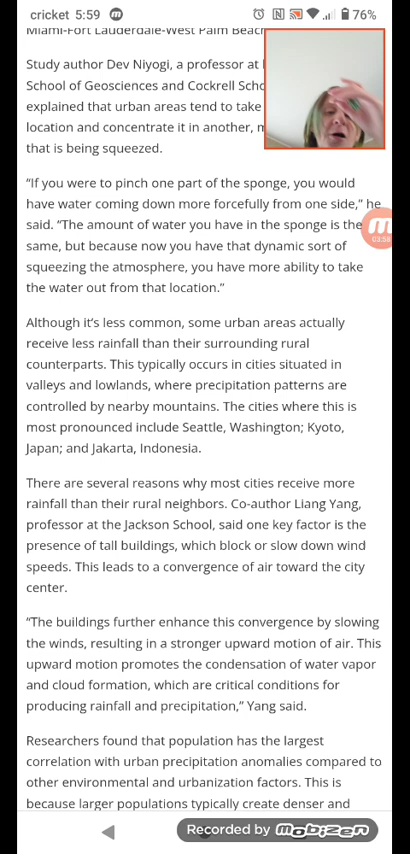 cricket 5:59 76%
Miami-Fort Lauderdale-West Palm Beach
Study author Dev Niyogi, a professor at
School of Geosciences and Cockrell
explained that urban areas tend to take
location and concentrate it in another,
that is being squeezed.
“If you were to pinch one part of the sponge, you would
have water coming down more forcefully from one side,” he
said. “The amount of water you have in the sponge is the
same, but because now you have that dynamic sort of
squeezing the atmosphere, you have more ability to take
the water out from that location.”
03:58
Although it’s less common, some urban areas actually
receive less rainfall than their surrounding rural
counterparts. This typically occurs in cities situated in
valleys and lowlands, where precipitation patterns are
controlled by nearby mountains. The cities where this is
most pronounced include Seattle, Washington; Kyoto,
Japan; and Jakarta, Indonesia.
There are several reasons why most cities receive more
rainfall than their rural neighbors. Co-author Liang Yang,
professor at the Jackson School, said one key factor is the
presence of tall buildings, which block or slow down wind
speeds. This leads to a convergence of air toward the city
center.
“The buildings further enhance this convergence by slowing
the winds, resulting in a stronger upward motion of air. This
upward motion promotes the condensation of water vapor
and cloud formation, which are critical conditions for
producing rainfall and precipitation,” Yang said.
Researchers found that population has the largest
correlation with urban precipitation anomalies compared to
other environmental and urbanization factors. This is
because larger populations typically create denser and
Recorded by mobizen